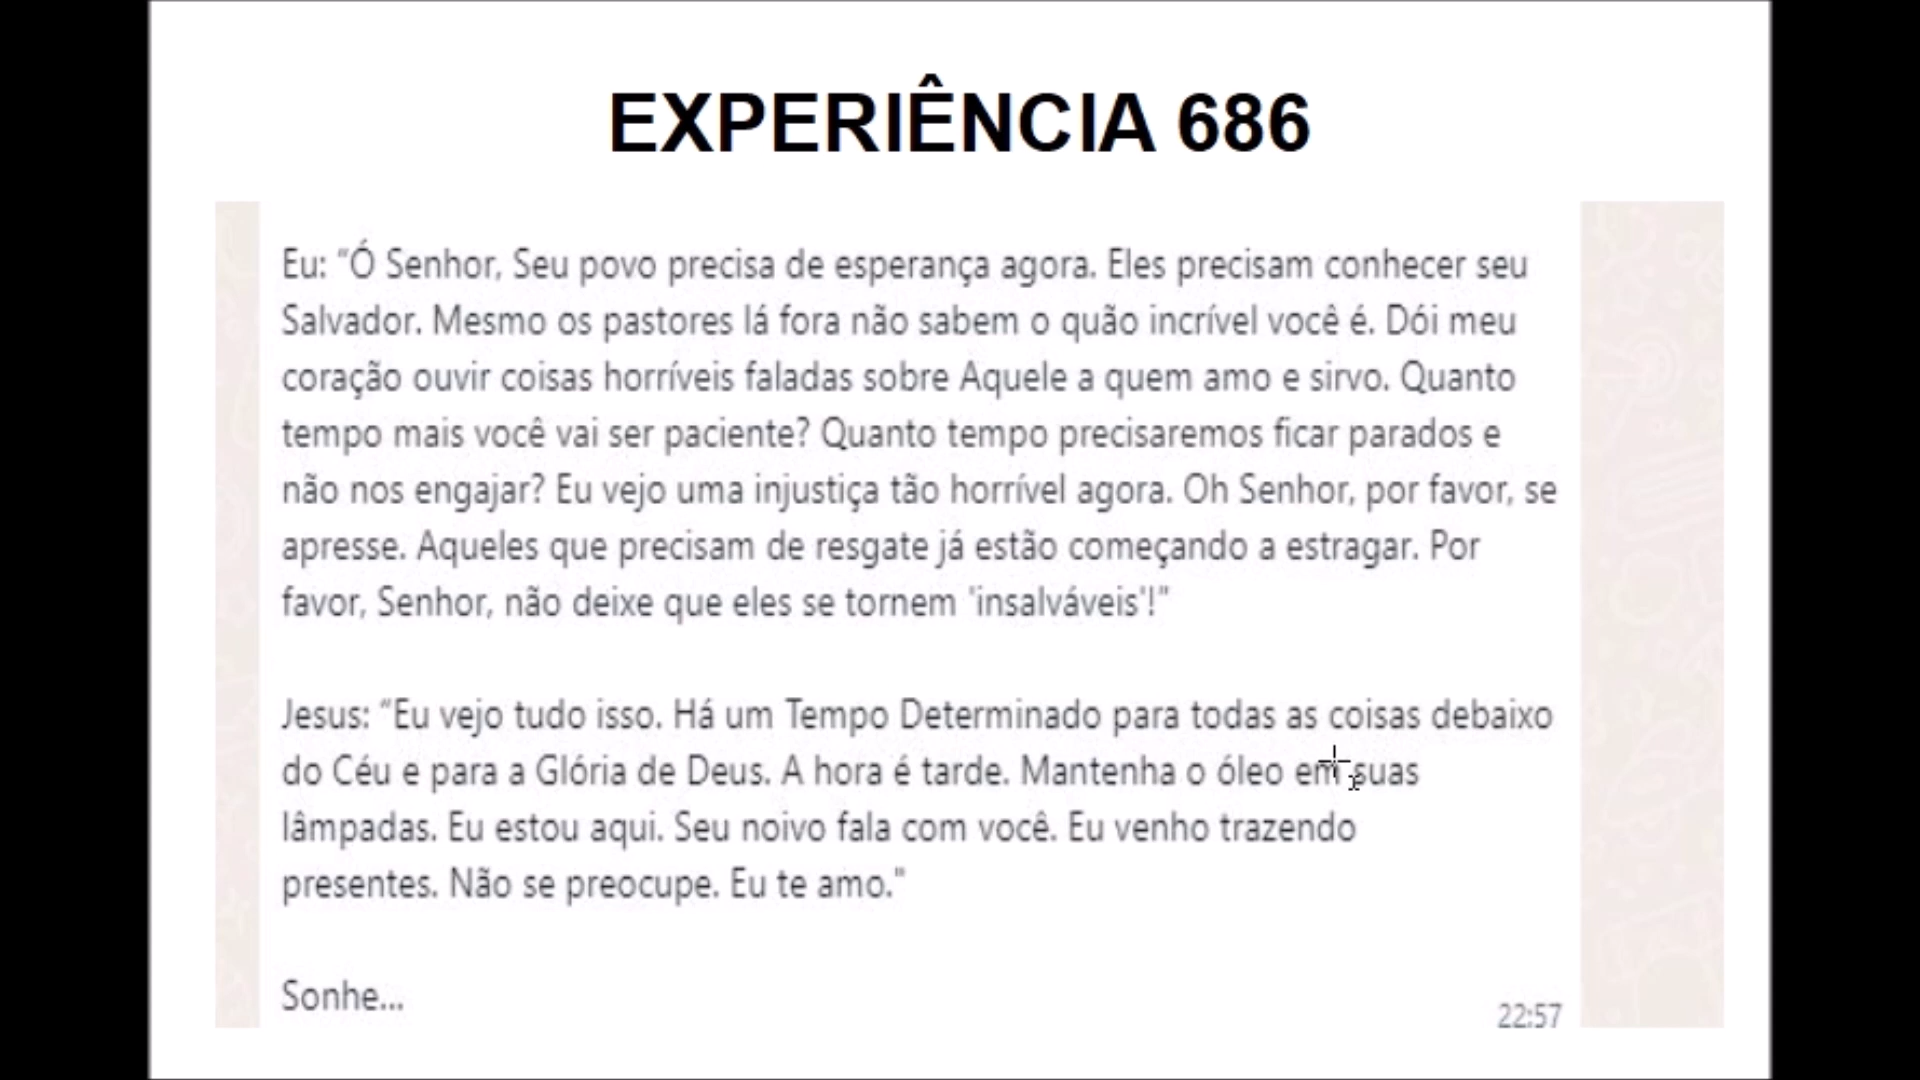 EXPERIÊNCIA 686
Eu: “Ó Senhor, Seu povo precisa de esperança agora. Eles precisam conhecer seu
Salvador. Mesmo os pastores lá fora não sabem o quão incrível você é. Dói meu
coração ouvir coisas horríveis faladas sobre Aquele a quem amo e sirvo. Quanto
tempo mais você vai ser paciente? Quanto tempo precisaremos ficar parados e
não nos engajar? Eu vejo uma injustiça tão horrível agora. Oh Senhor, por favor, se
apresse. Aqueles que precisam de resgate já estão começando a estragar. Por
favor, Senhor, não deixe que eles se tornem 'insalváveis'!”
Jesus: “Eu vejo tudo isso. Há um Tempo Determinado para todas as coisas debaixo
do Céu e para a Glória de Deus. A hora é tarde. Mantenha o óleo em suas
lâmpadas. Eu estou aqui. Seu noivo fala com você. Eu venho trazendo
presentes. Não se preocupe. Eu te amo."
Sonhe...
22:57